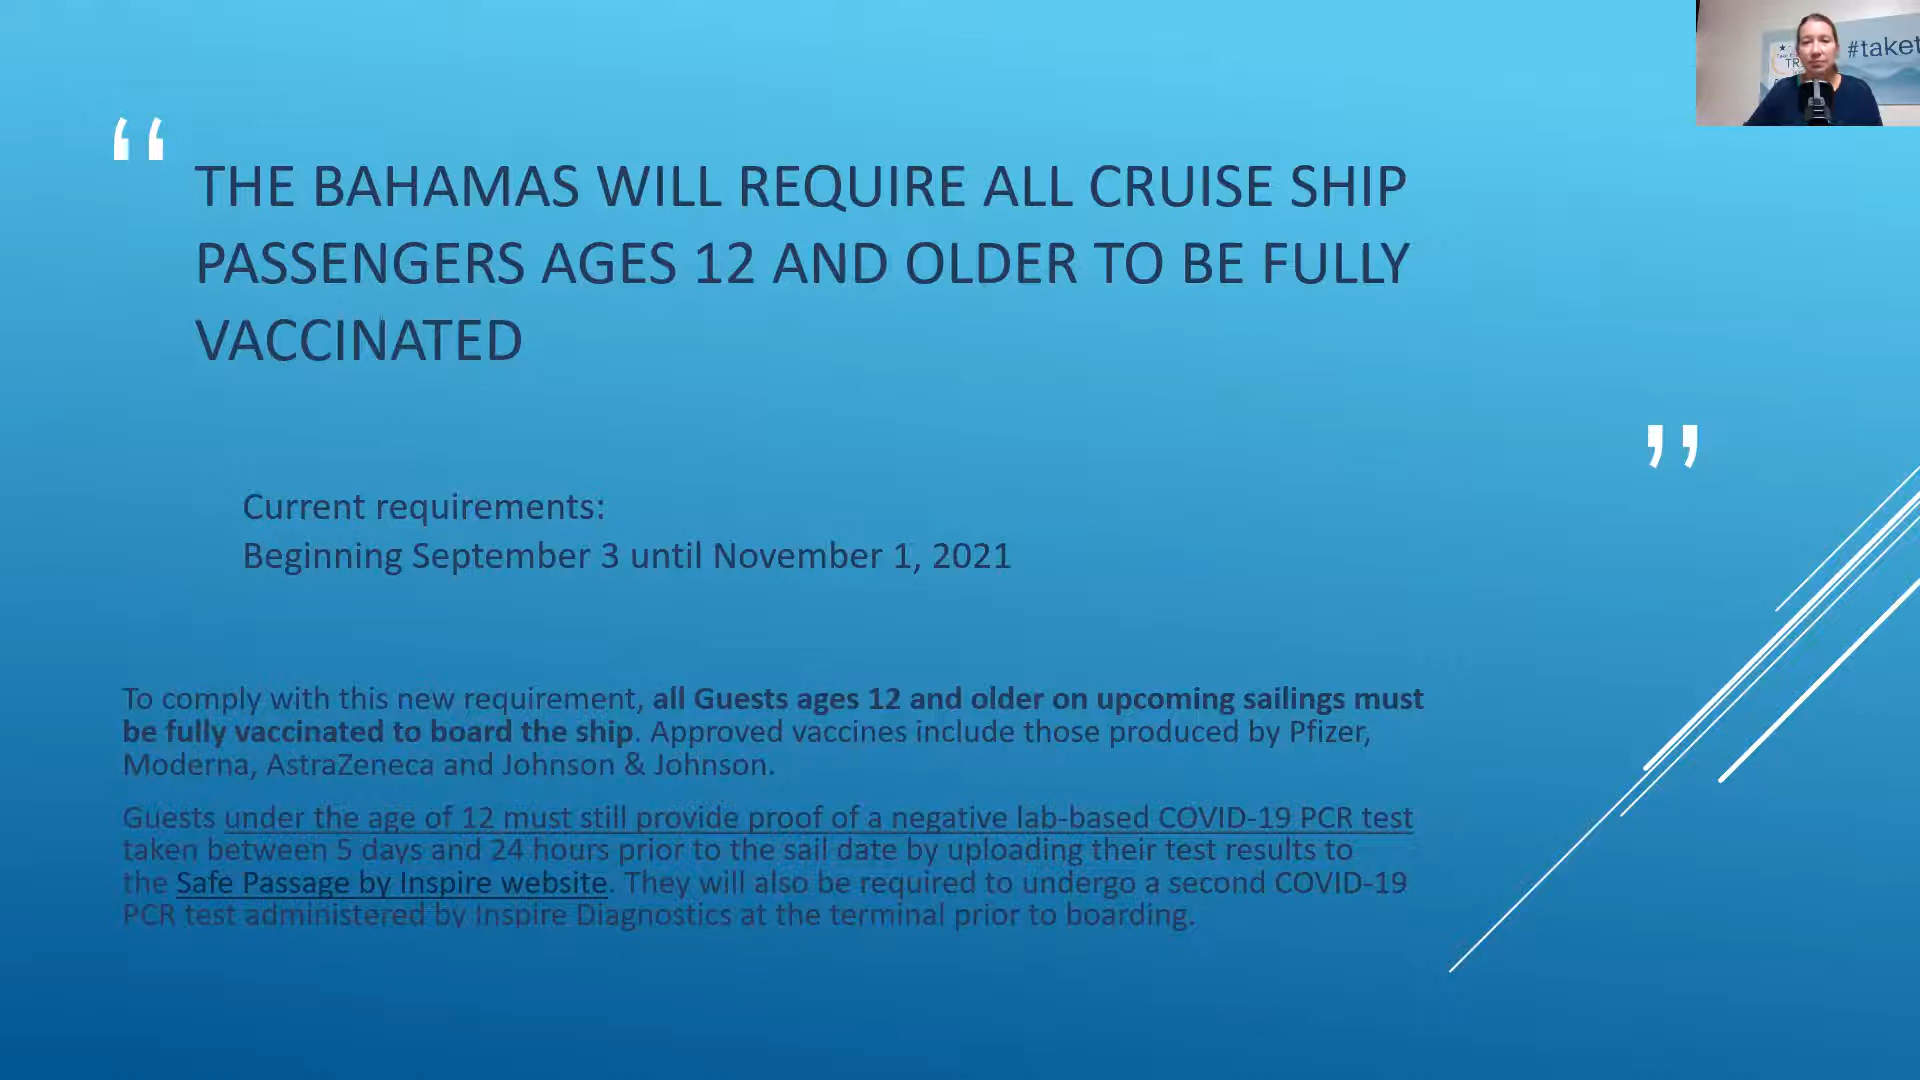 “
THE BAHAMAS WILL REQUIRE ALL CRUISE SHIP
PASSENGERS AGES 12 AND OLDER TO BE FULLY
VACCINATED
”
Current requirements:
Beginning September 3 until November 1, 2021
To comply with this new requirement, all Guests ages 12 and older on upcoming sailings must
be fully vaccinated to board the ship. Approved vaccines include those produced by Pfizer,
Moderna, AstraZeneca and Johnson & Johnson.
Guests under the age of 12 must still provide proof of a negative lab-based COVID-19 PCR test
taken between 5 days and 24 hours prior to the sail date by uploading their test results to
the Safe Passage by Inspire website. They will also be required to undergo a second COVID-19
PCR test administered by Inspire Diagnostics at the terminal prior to boarding.
#taket
TR